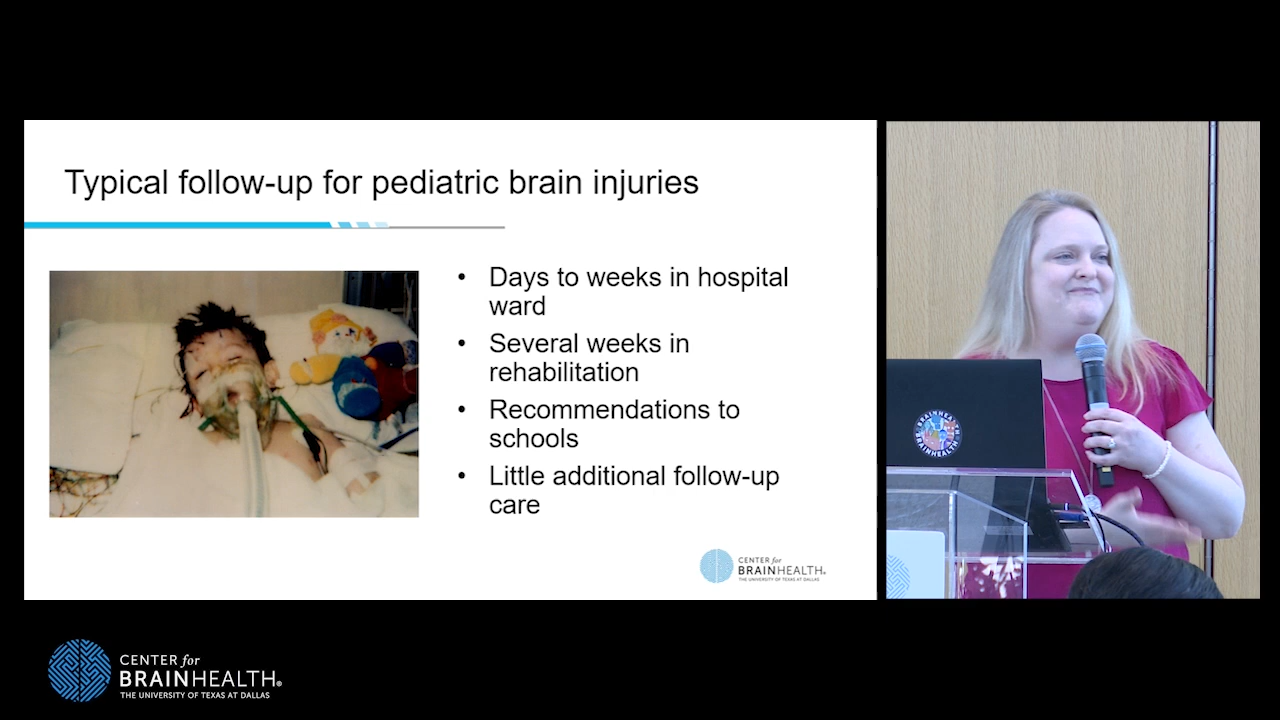 Typical follow-up for pediatric brain injuries
• Days to weeks in hospital
ward
• Several weeks in
rehabilitation
• Recommendations to
schools
• Little additional follow-up
care
CENTER for
BRAINHEALTH®
THE UNIVERSITY OF TEXAS AT DALLAS
BRAINHEALTH
BRAINHEALTH
CENTER for
BRAINHEALTH®
THE UNIVERSITY OF TEXAS AT DALLAS